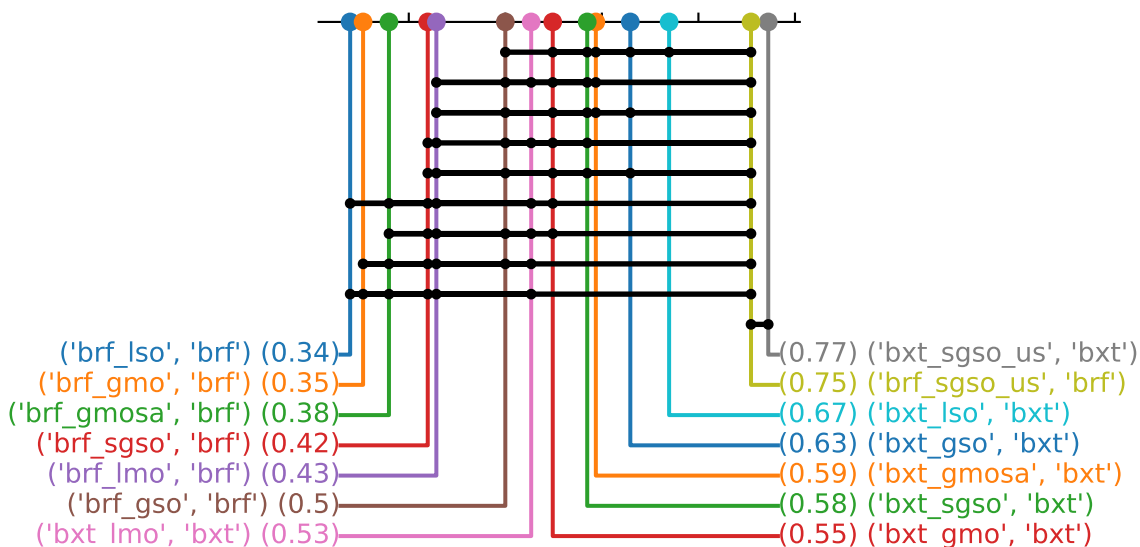 ('brf_lso', 'brf') (0.34)
(0.77) ('bxt_sgso_us', 'bxt')
('brf_gmo', 'brf') (0.35)
(0.75) ('brf_sgso_us', 'brf')
('brf_gmosa', 'brf') (0.38)
(0.67) ('bxt_lso', 'bxt')
('brf_sgso', 'brf') (0.42)
(0.63) ('bxt_gso', 'bxt')
('brf_lmo', 'brf') (0.43)
(0.59) ('bxt_gmosa', 'bxt')
('brf_gso', 'brf') (0.5)
(0.58) ('bxt_sgso', 'bxt')
('bxt_lmo', 'bxt') (0.53)
(0.55) ('bxt_gmo', 'bxt')